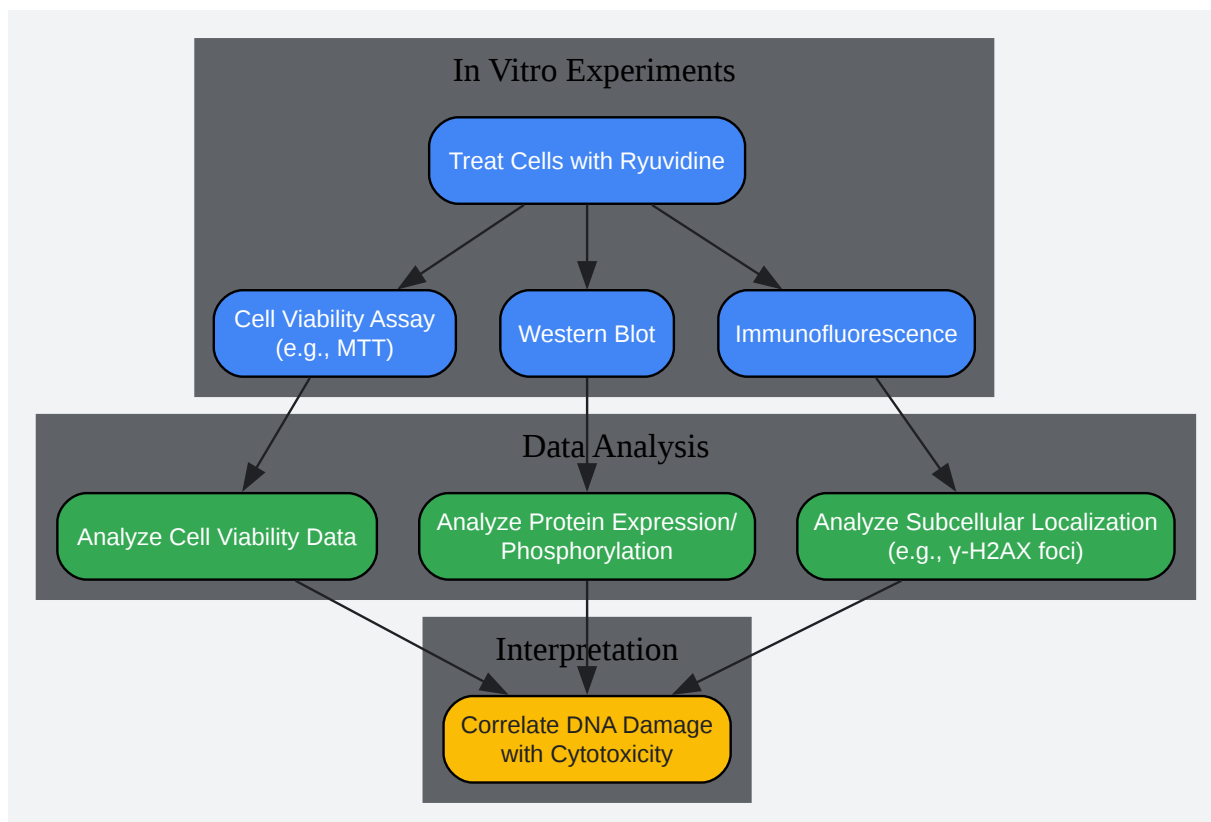 In Vitro Experiments
Treat Cells with Ryuvidine
Cell Viability Assay
(e.g., MTT)
Western Blot
Immunofluorescence
Data Analysis
Analyze Cell Viability Data
Analyze Protein Expression/
Phosphorylation
Analyze Subcellular Localization
(e.g., γ-H2AX foci)
Interpretation
Correlate DNA Damage
with Cytotoxicity